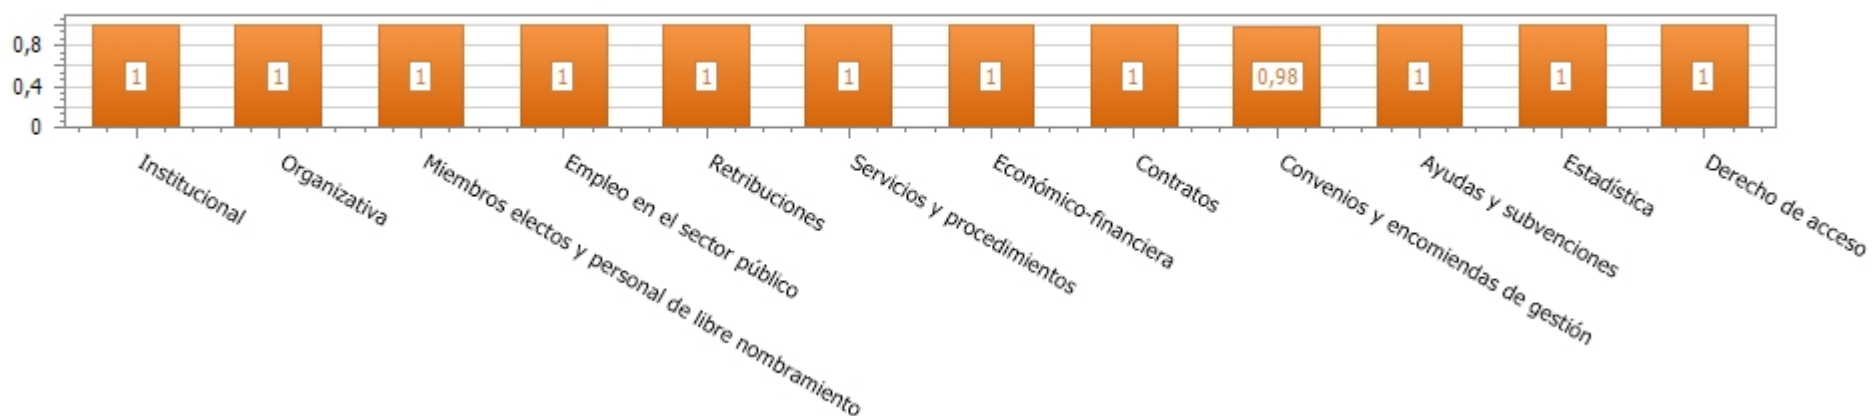 0,8
0,4
0
1
1
1
1
1
1
1
1
0,98
1
1
1
Institucional
Organizativa
Miembros electos y personal de libre nombramiento
Empleo en el sector público
Retribuciones
Servicios y procedimientos
Económico-financiera
Contratos
Convenios y encomiendas de gestión
Ayudas y subvenciones
Estadística
Derecho de acceso